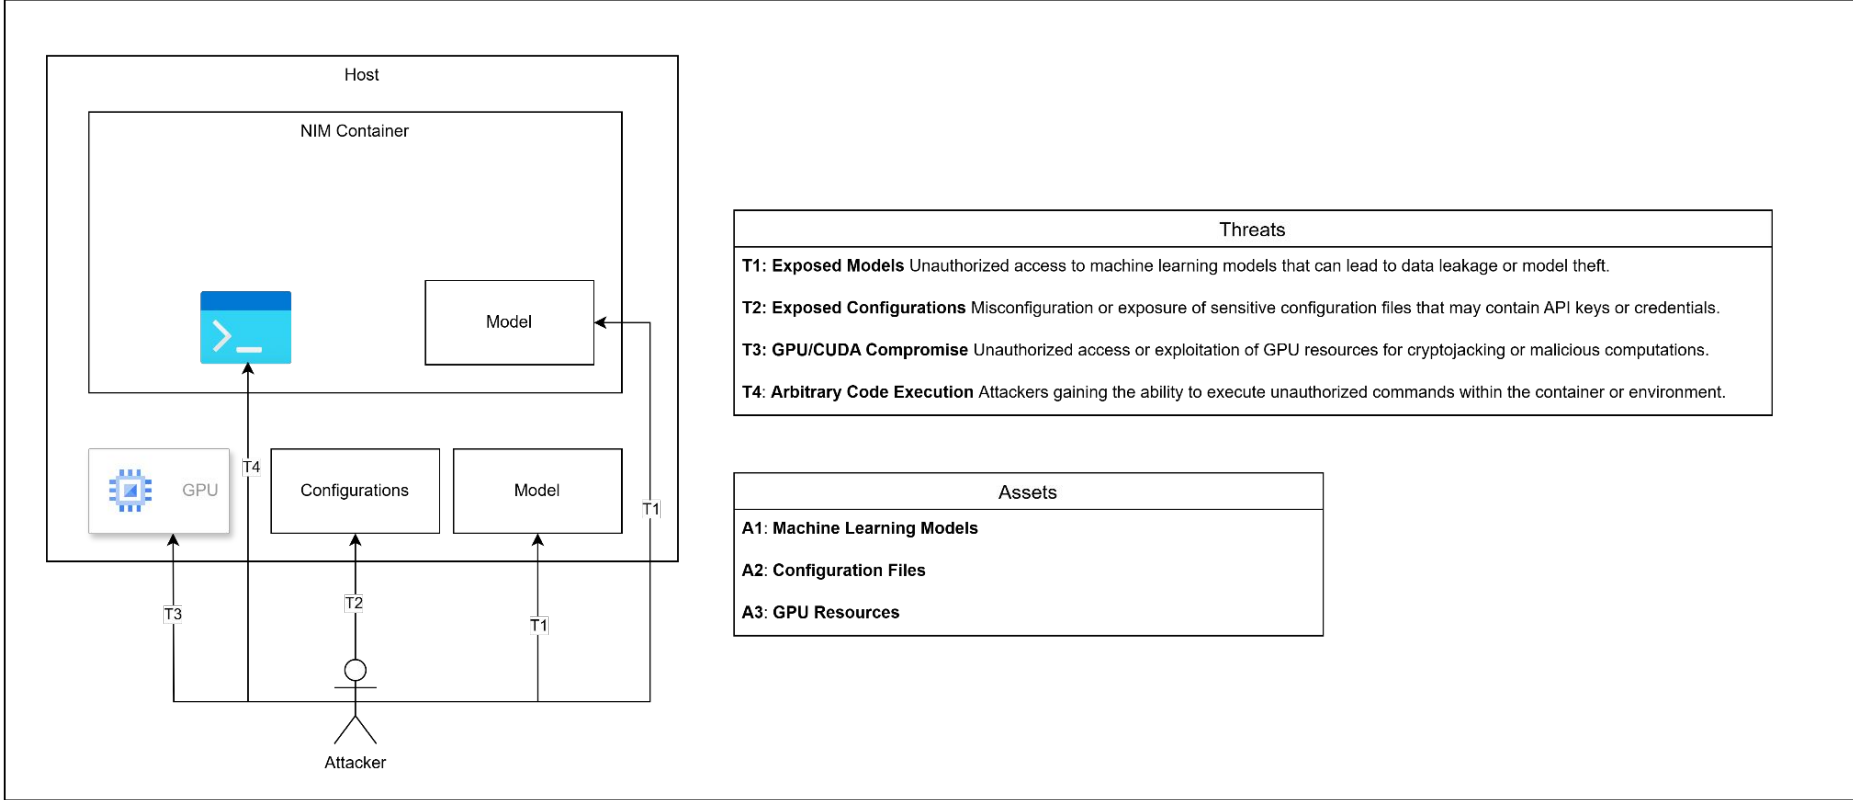 Host
NIM Container
Model
GPU
T4
Configurations
Model
T1
T3
T2
T1
Attacker
Threats
T1: Exposed Models Unauthorized access to machine learning models that can lead to data leakage or model theft.
T2: Exposed Configurations Misconfiguration or exposure of sensitive configuration files that may contain API keys or credentials.
T3: GPU/CUDA Compromise Unauthorized access or exploitation of GPU resources for cryptojacking or malicious computations.
T4: Arbitrary Code Execution Attackers gaining the ability to execute unauthorized commands within the container or environment.
Assets
A1: Machine Learning Models
A2: Configuration Files
A3: GPU Resources